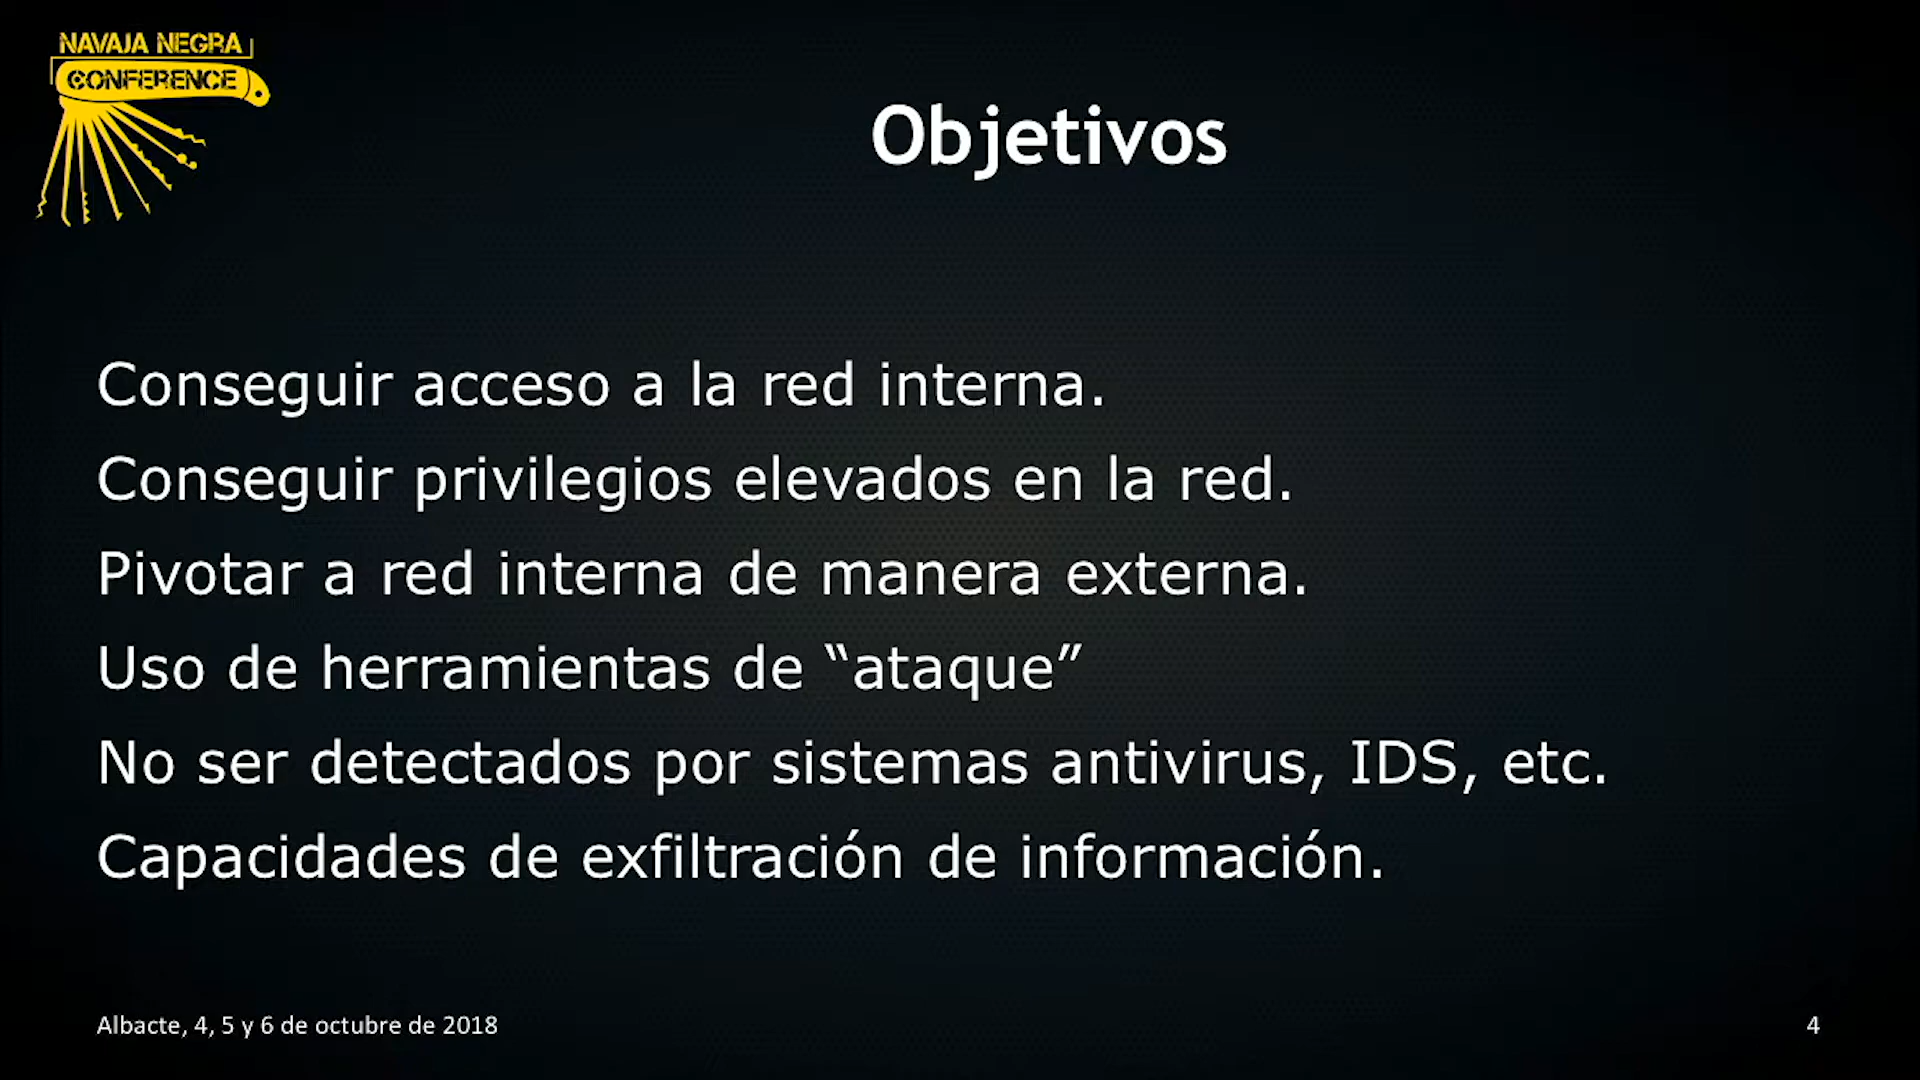 NAVAJA NEGRA
CONFERENCE
Objetivos
Conseguir acceso a la red interna.
Conseguir privilegios elevados en la red.
Pivotar a red interna de manera externa.
Uso de herramientas de “ataque”
No ser detectados por sistemas antivirus, IDS, etc.
Capacidades de exfiltración de información.
Albacte, 4, 5 y 6 de octubre de 2018
4